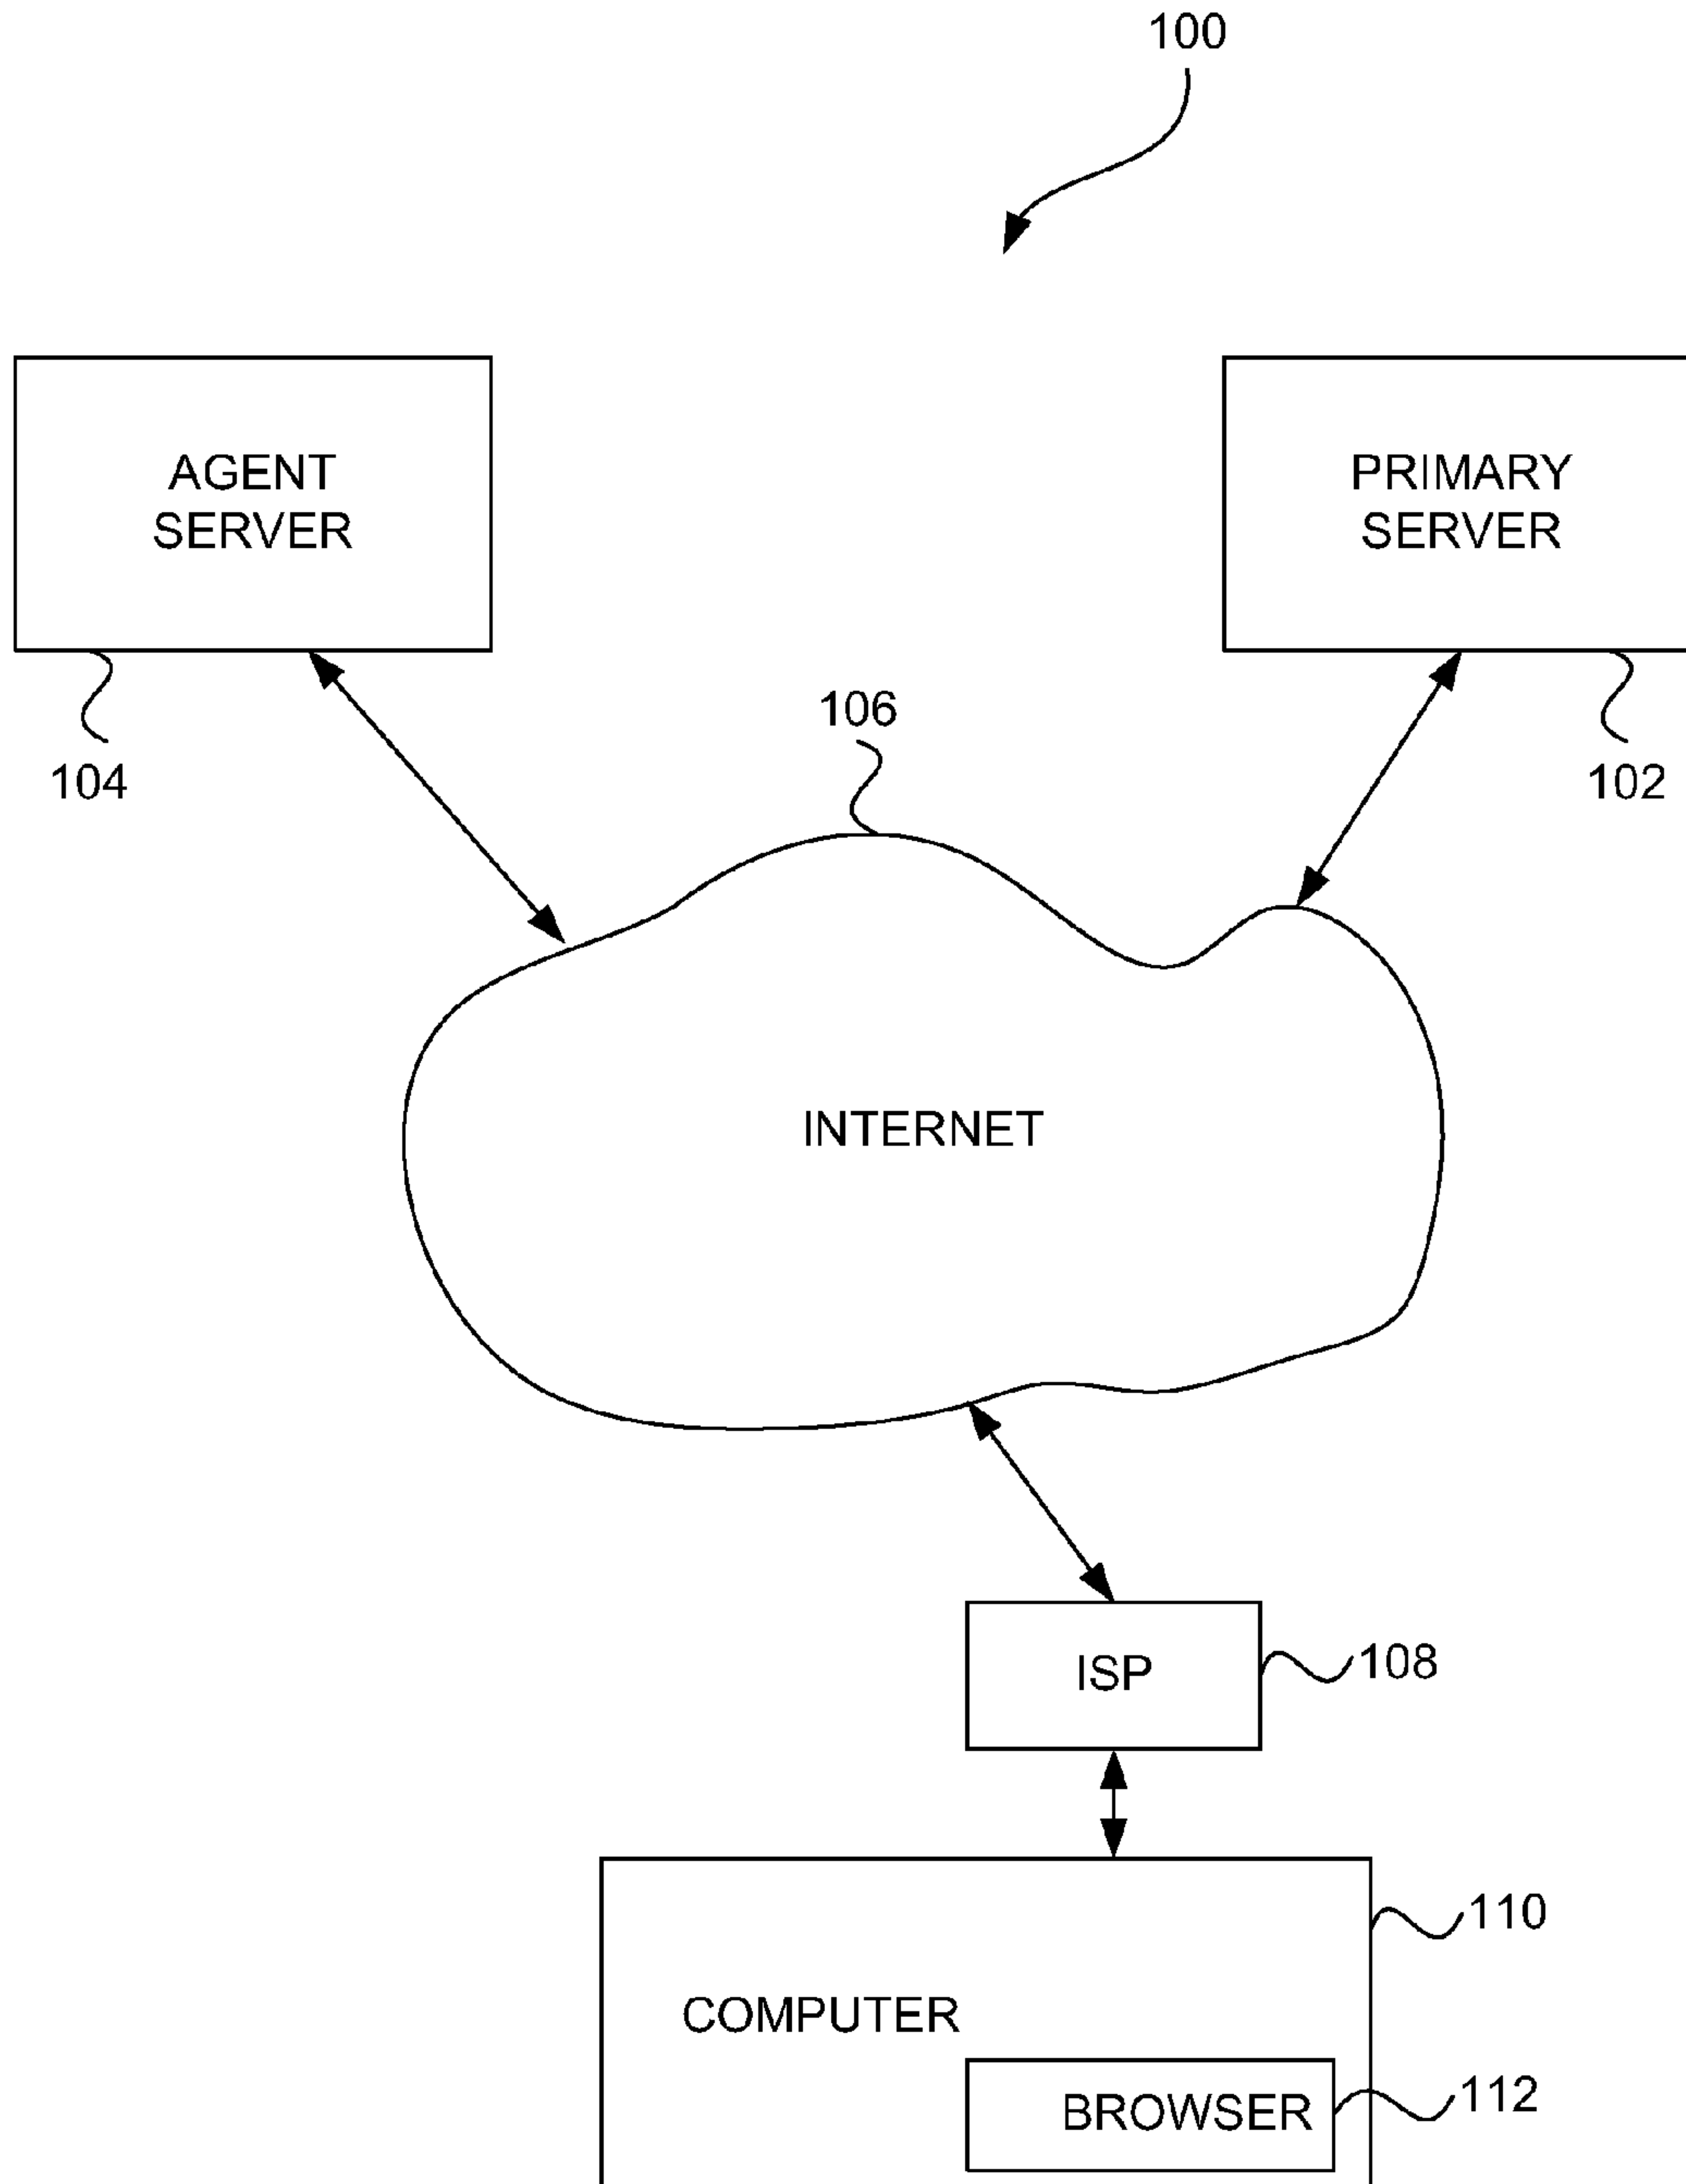 100
AGENT
SERVER
PRIMARY
SERVER
104
106
102
INTERNET
ISP
108
110
COMPUTER
BROWSER
112